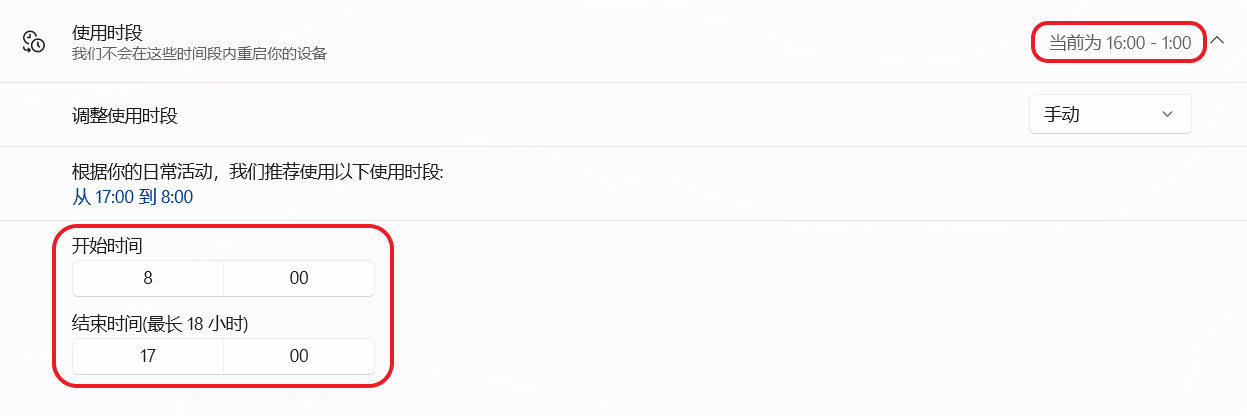 使用时段
我们不会在这些时间段内重启你的设备
当前为 16:00 - 1:00
调整使用时段
手动
根据你的日常活动，我们推荐使用以下使用时段:
从 17:00 到 8:00
开始时间
8 00
结束时间(最长 18 小时)
17 00